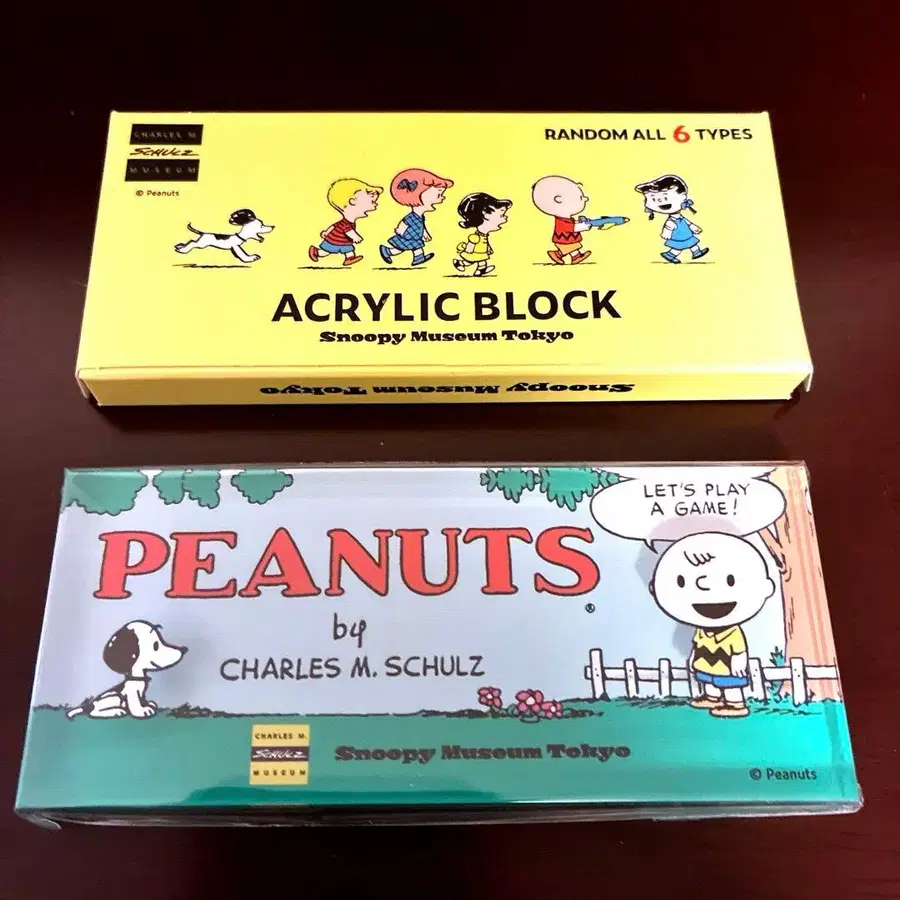 CHARLES M.
SCHULZ
MUSEUM
© Peanuts
RANDOM ALL 6 TYPES
ACRYLIC BLOCK
Snoopy Museum Tokyo
Snoopy Museum Tokyo
LET'S PLAY
A GAME!
PEANUTS®
by
CHARLES M. SCHULZ
CHARLES M.
SCHULZ
MUSEUM
Snoopy Museum Tokyo
© Peanuts